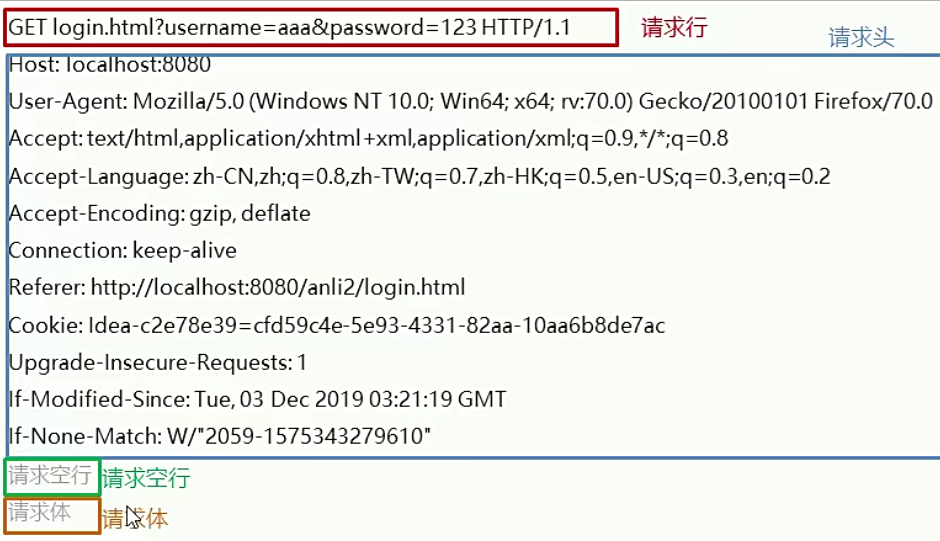 GET login.html?username=aaa&password=123 HTTP/1.1 请求行
请求头
Host: localhost:8080
User-Agent: Mozilla/5.0 (Windows NT 10.0; Win64; x64; rv:70.0) Gecko/20100101 Firefox/70.0
Accept: text/html,application/xhtml+xml,application/xml;q=0.9,*/*;q=0.8
Accept-Language: zh-CN,zh;q=0.8,zh-TW;q=0.7,zh-HK;q=0.5,en-US;q=0.3,en;q=0.2
Accept-Encoding: gzip, deflate
Connection: keep-alive
Referer: http://localhost:8080/anli2/login.html
Cookie: Idea-c2e78e39=cfd59c4e-5e93-4331-82aa-10aa6b8de7ac
Upgrade-Insecure-Requests: 1
If-Modified-Since: Tue, 03 Dec 2019 03:21:19 GMT
If-None-Match: W/"2059-1575343279610"
请求空行 请求空行
请求体 请求体